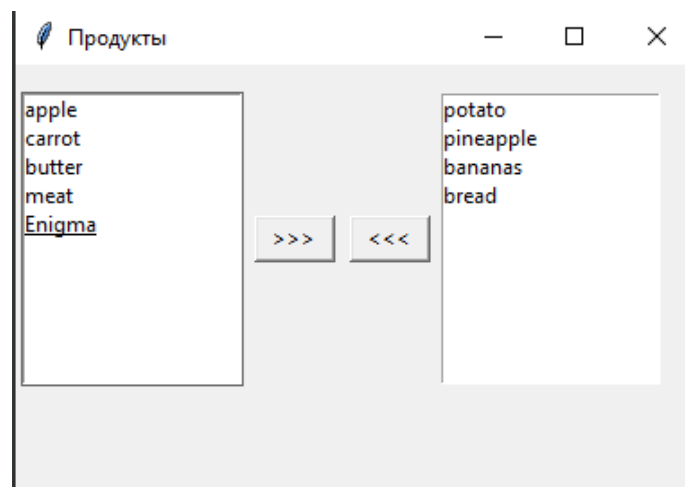 Продукты
apple
carrot
butter
meat
Enigma
>>>
<<<
potato
pineapple
bananas
bread